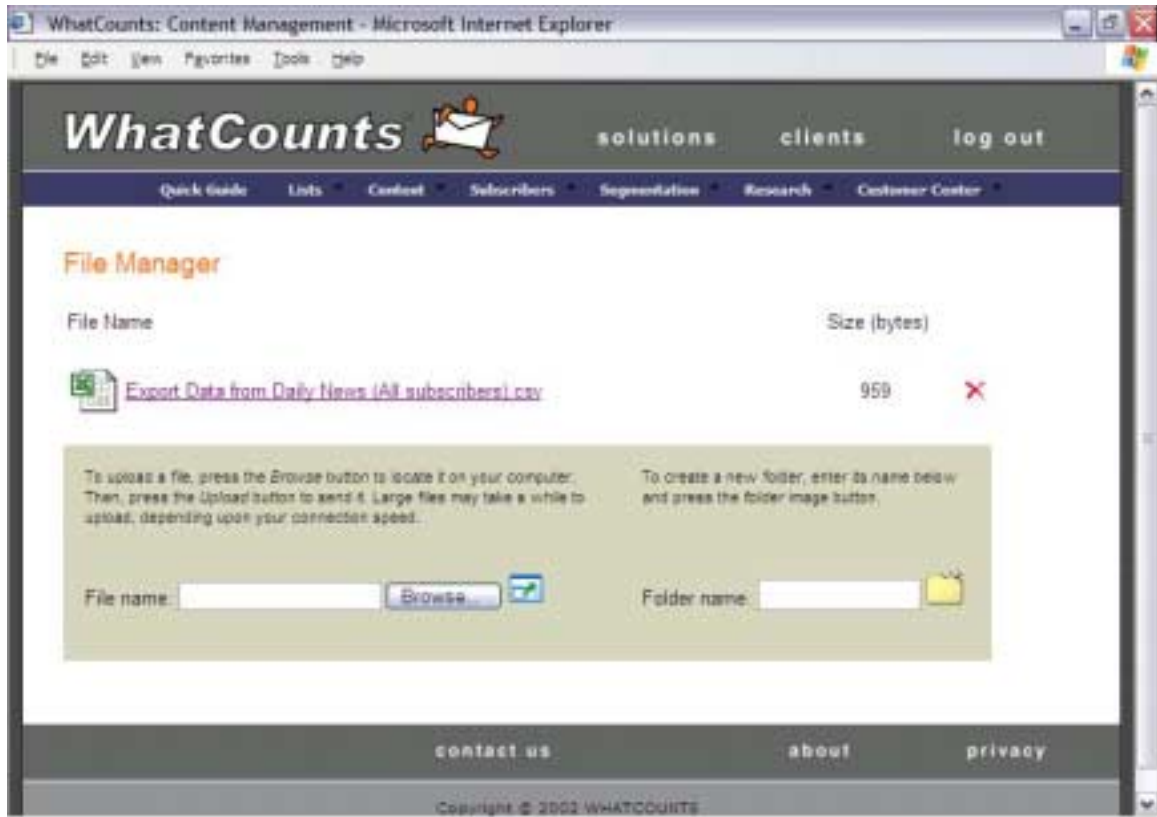 WhatCounts: Content Management - Microsoft Internet Explorer
File Edit View Favorites Tools Help
WhatCounts
solutions clients log out
Quick Guide Lists Content Subscribers Segmentation Research Customer Center
File Manager
File Name Size (bytes)
Export Data from Daily News (All subscribers).csv 959
To upload a file, press the Browse button to locate it on your computer.
Then, press the Upload button to send it. Large files may take a while to
upload, depending upon your connection speed.
To create a new folder, enter its name below
and press the folder image button.
File name: Browse...
Folder name:
contact us about privacy
Copyright © 2002 WHATCOUNTS